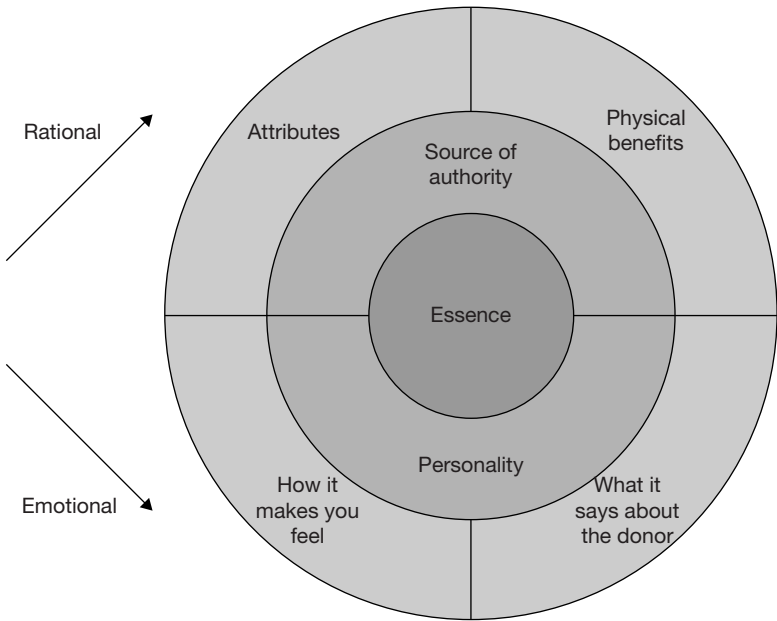 Rational
Attributes
Physical
benefits
Source of
authority
Essence
Personality
Emotional
How it
makes you
feel
What it
says about
the donor